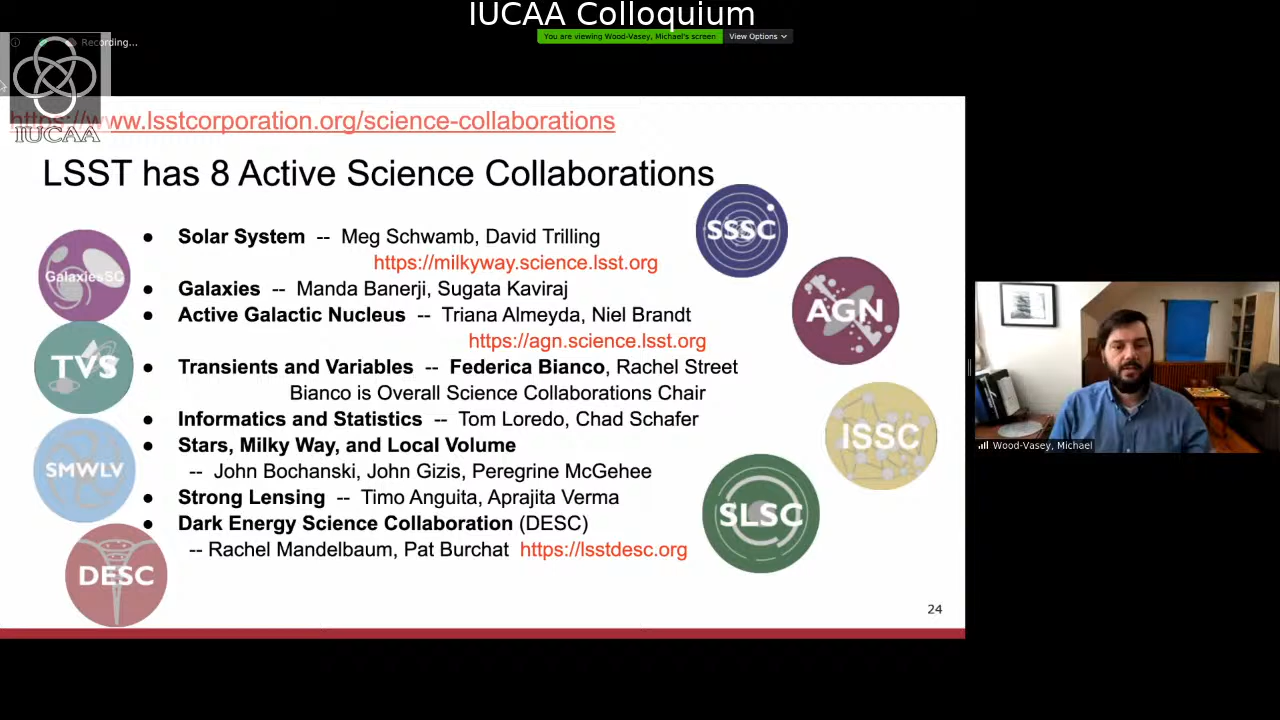 IUCAA Colloquium
Recording...
You are viewing Wood-Vasey, Michael's screen View Options
IUCAA
https://www.lsstcorporation.org/science-collaborations
LSST has 8 Active Science Collaborations
● Solar System -- Meg Schwamb, David Trilling
https://milkyway.science.lsst.org
● Galaxies -- Manda Banerji, Sugata Kaviraj
● Active Galactic Nucleus -- Triana Almeyda, Niel Brandt
https://agn.science.lsst.org
● Transients and Variables -- Federica Bianco, Rachel Street
Bianco is Overall Science Collaborations Chair
● Informatics and Statistics -- Tom Loredo, Chad Schafer
● Stars, Milky Way, and Local Volume
-- John Bochanski, John Gizis, Peregrine McGehee
● Strong Lensing -- Timo Anguita, Aprajita Verma
● Dark Energy Science Collaboration (DESC)
-- Rachel Mandelbaum, Pat Burchat https://lsstdesc.org
GalaxiesSC
TVS
SMWLV
DESC
SSSC
AGN
ISSC
SLSC
24
Wood-Vasey, Michael